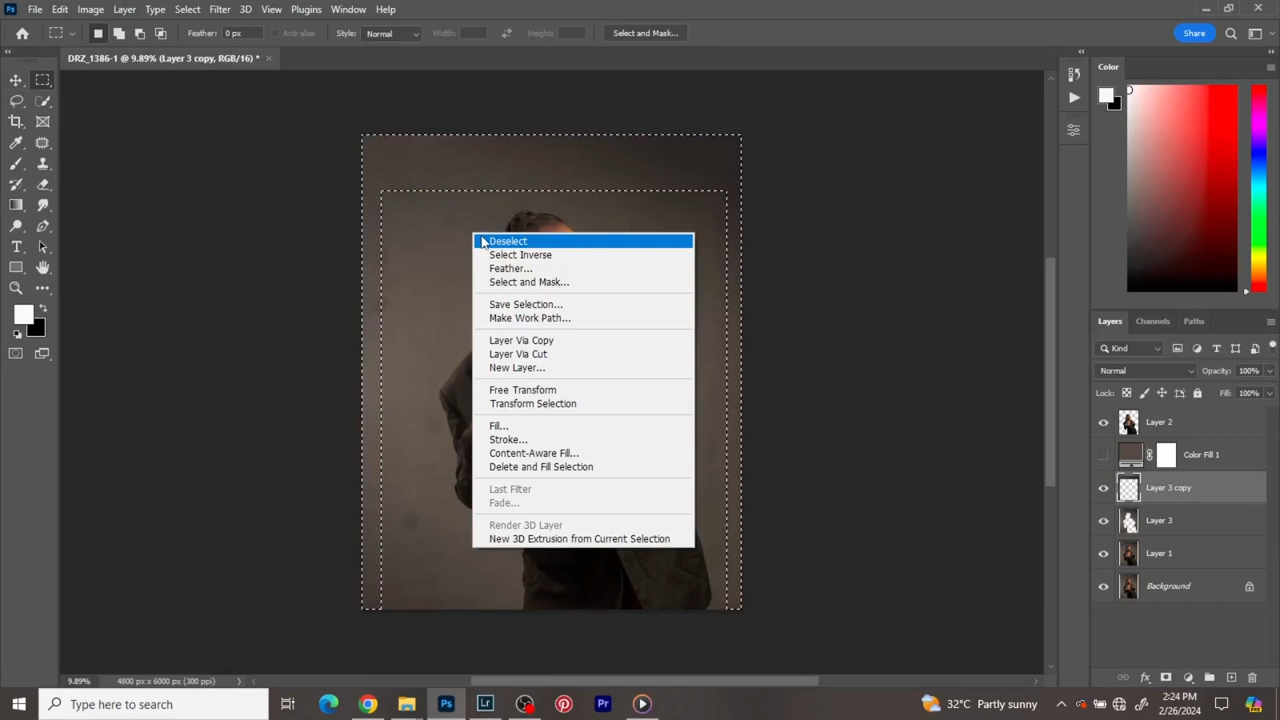 Ps File Edit Image Layer Type Select Filter 3D View Plugins Window Help
Feather: 0 px Anti-alias Style: Normal Width: Height: Select and Mask... Share
DRZ_1386-1 @ 9.89% (Layer 3 copy, RGB/16) *
Color
Deselect
Select Inverse
Feather...
Select and Mask...
Save Selection...
Make Work Path...
Layer Via Copy
Layer Via Cut
New Layer...
Free Transform
Transform Selection
Fill...
Stroke...
Content-Aware Fill...
Delete and Fill Selection
Last Filter
Fade...
Render 3D Layer
New 3D Extrusion from Current Selection
Layers Channels Paths
Kind
Normal Opacity: 100%
Lock: Fill: 100%
Layer 2
Color Fill 1
Layer 3 copy
Layer 3
Layer 1
Background
9.89% 4800 px x 6000 px (300 ppi)
Type here to search
Ps Lr Pr
32°C Partly sunny
2:24 PM
2/26/2024